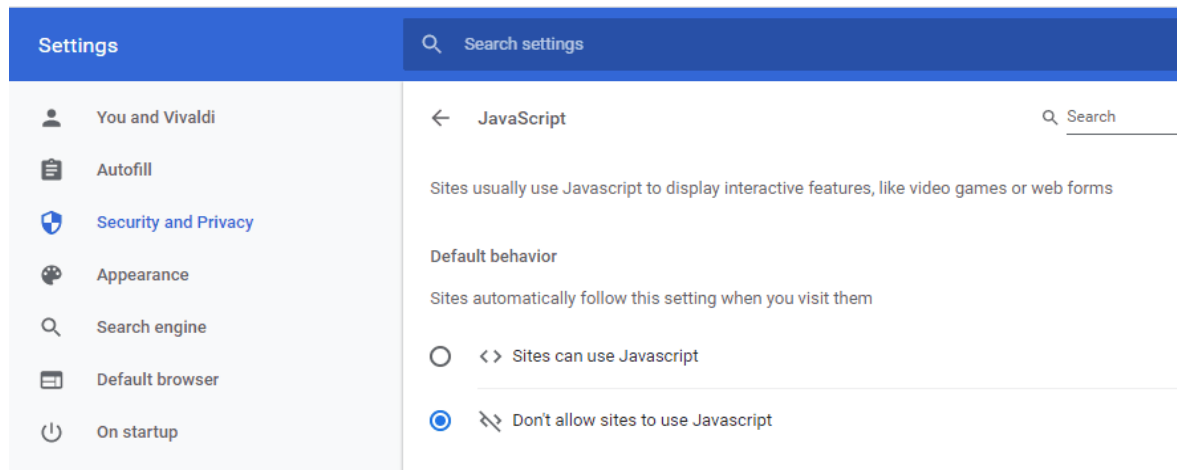 Settings
Search settings
You and Vivaldi
Autofill
Security and Privacy
Appearance
Search engine
Default browser
On startup
JavaScript
Search
Sites usually use Javascript to display interactive features, like video games or web forms
Default behavior
Sites automatically follow this setting when you visit them
Sites can use Javascript
Don't allow sites to use Javascript